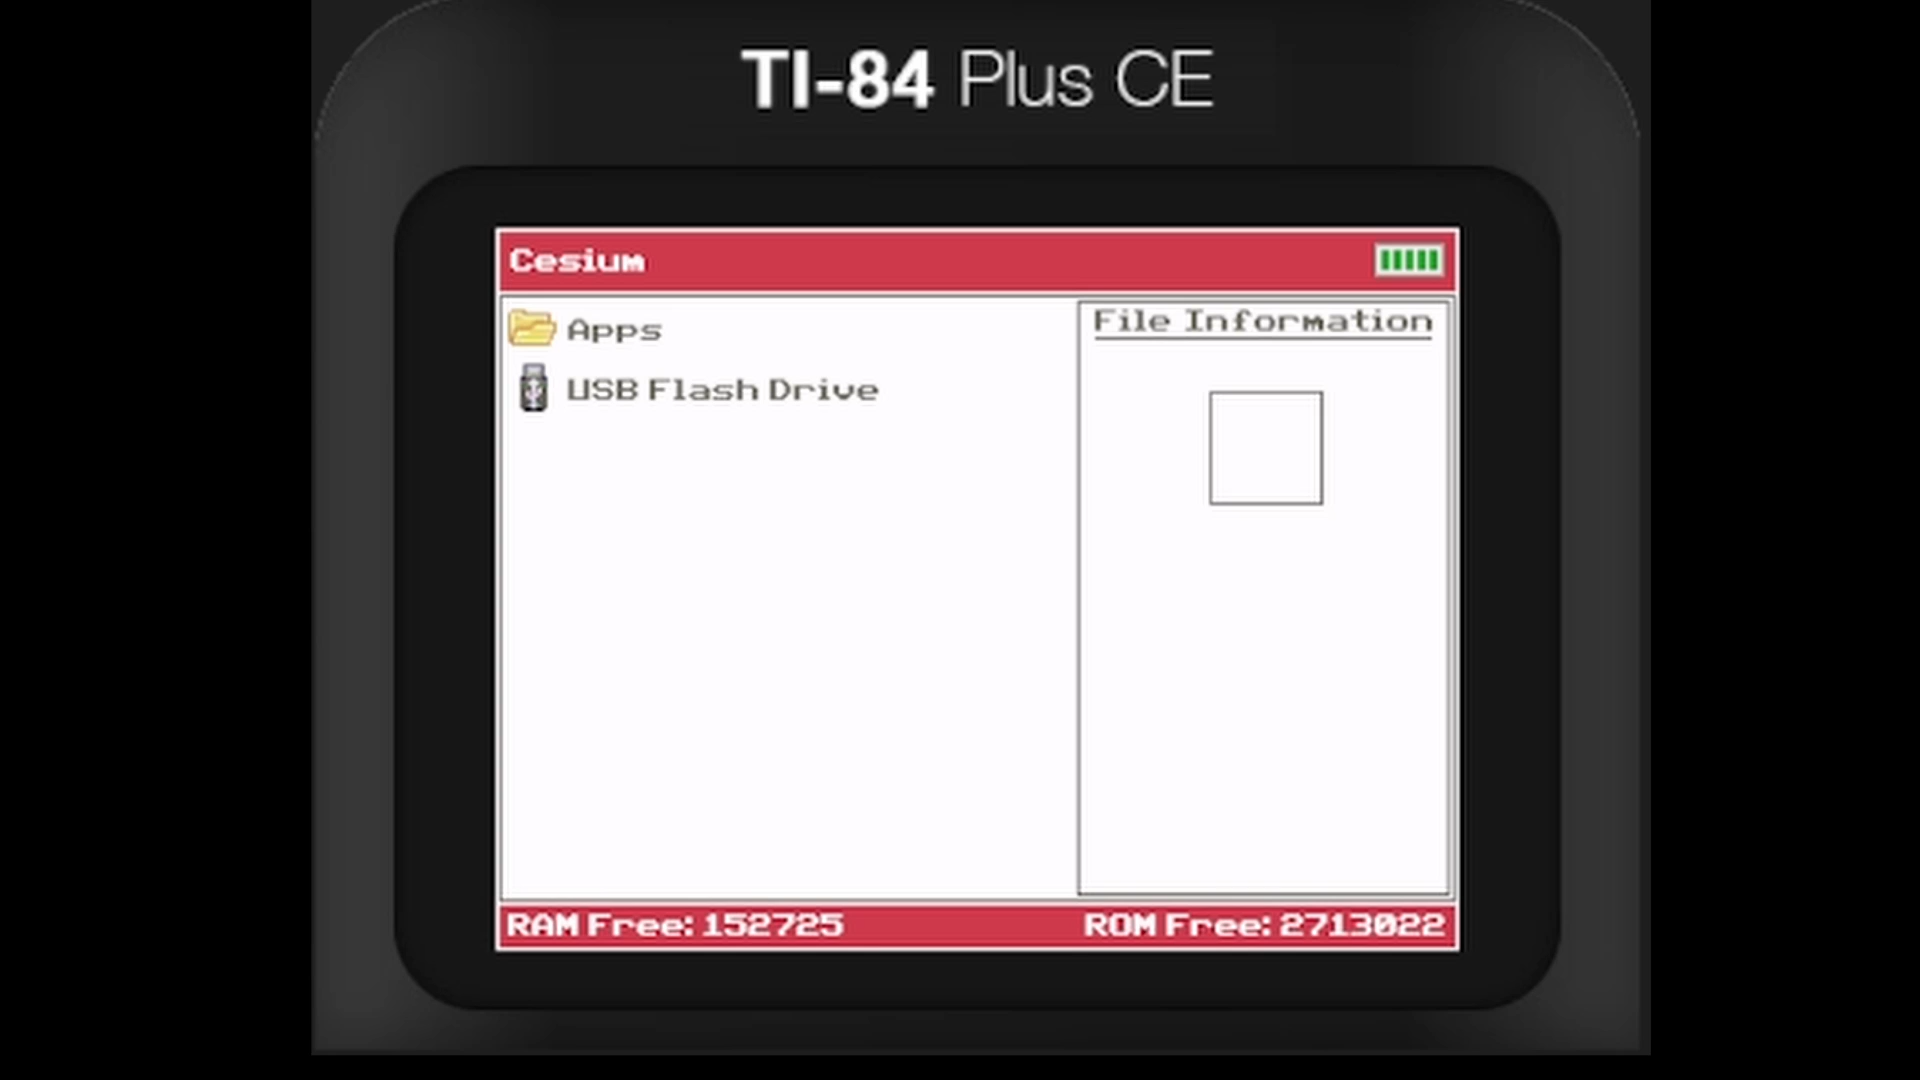 TI-84 Plus CE
Cesium
Apps
USB Flash Drive
File Information
RAM Free: 152725
ROM Free: 2713022